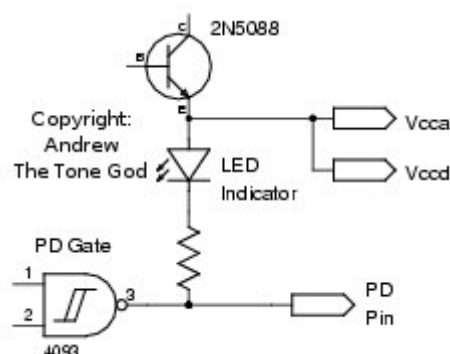 C
2N5088
B
E
Copyright:
Andrew
The Tone God
Vcca
LED
Indicator
Vccd
PD Gate
1
3
2
PD
Pin
4093